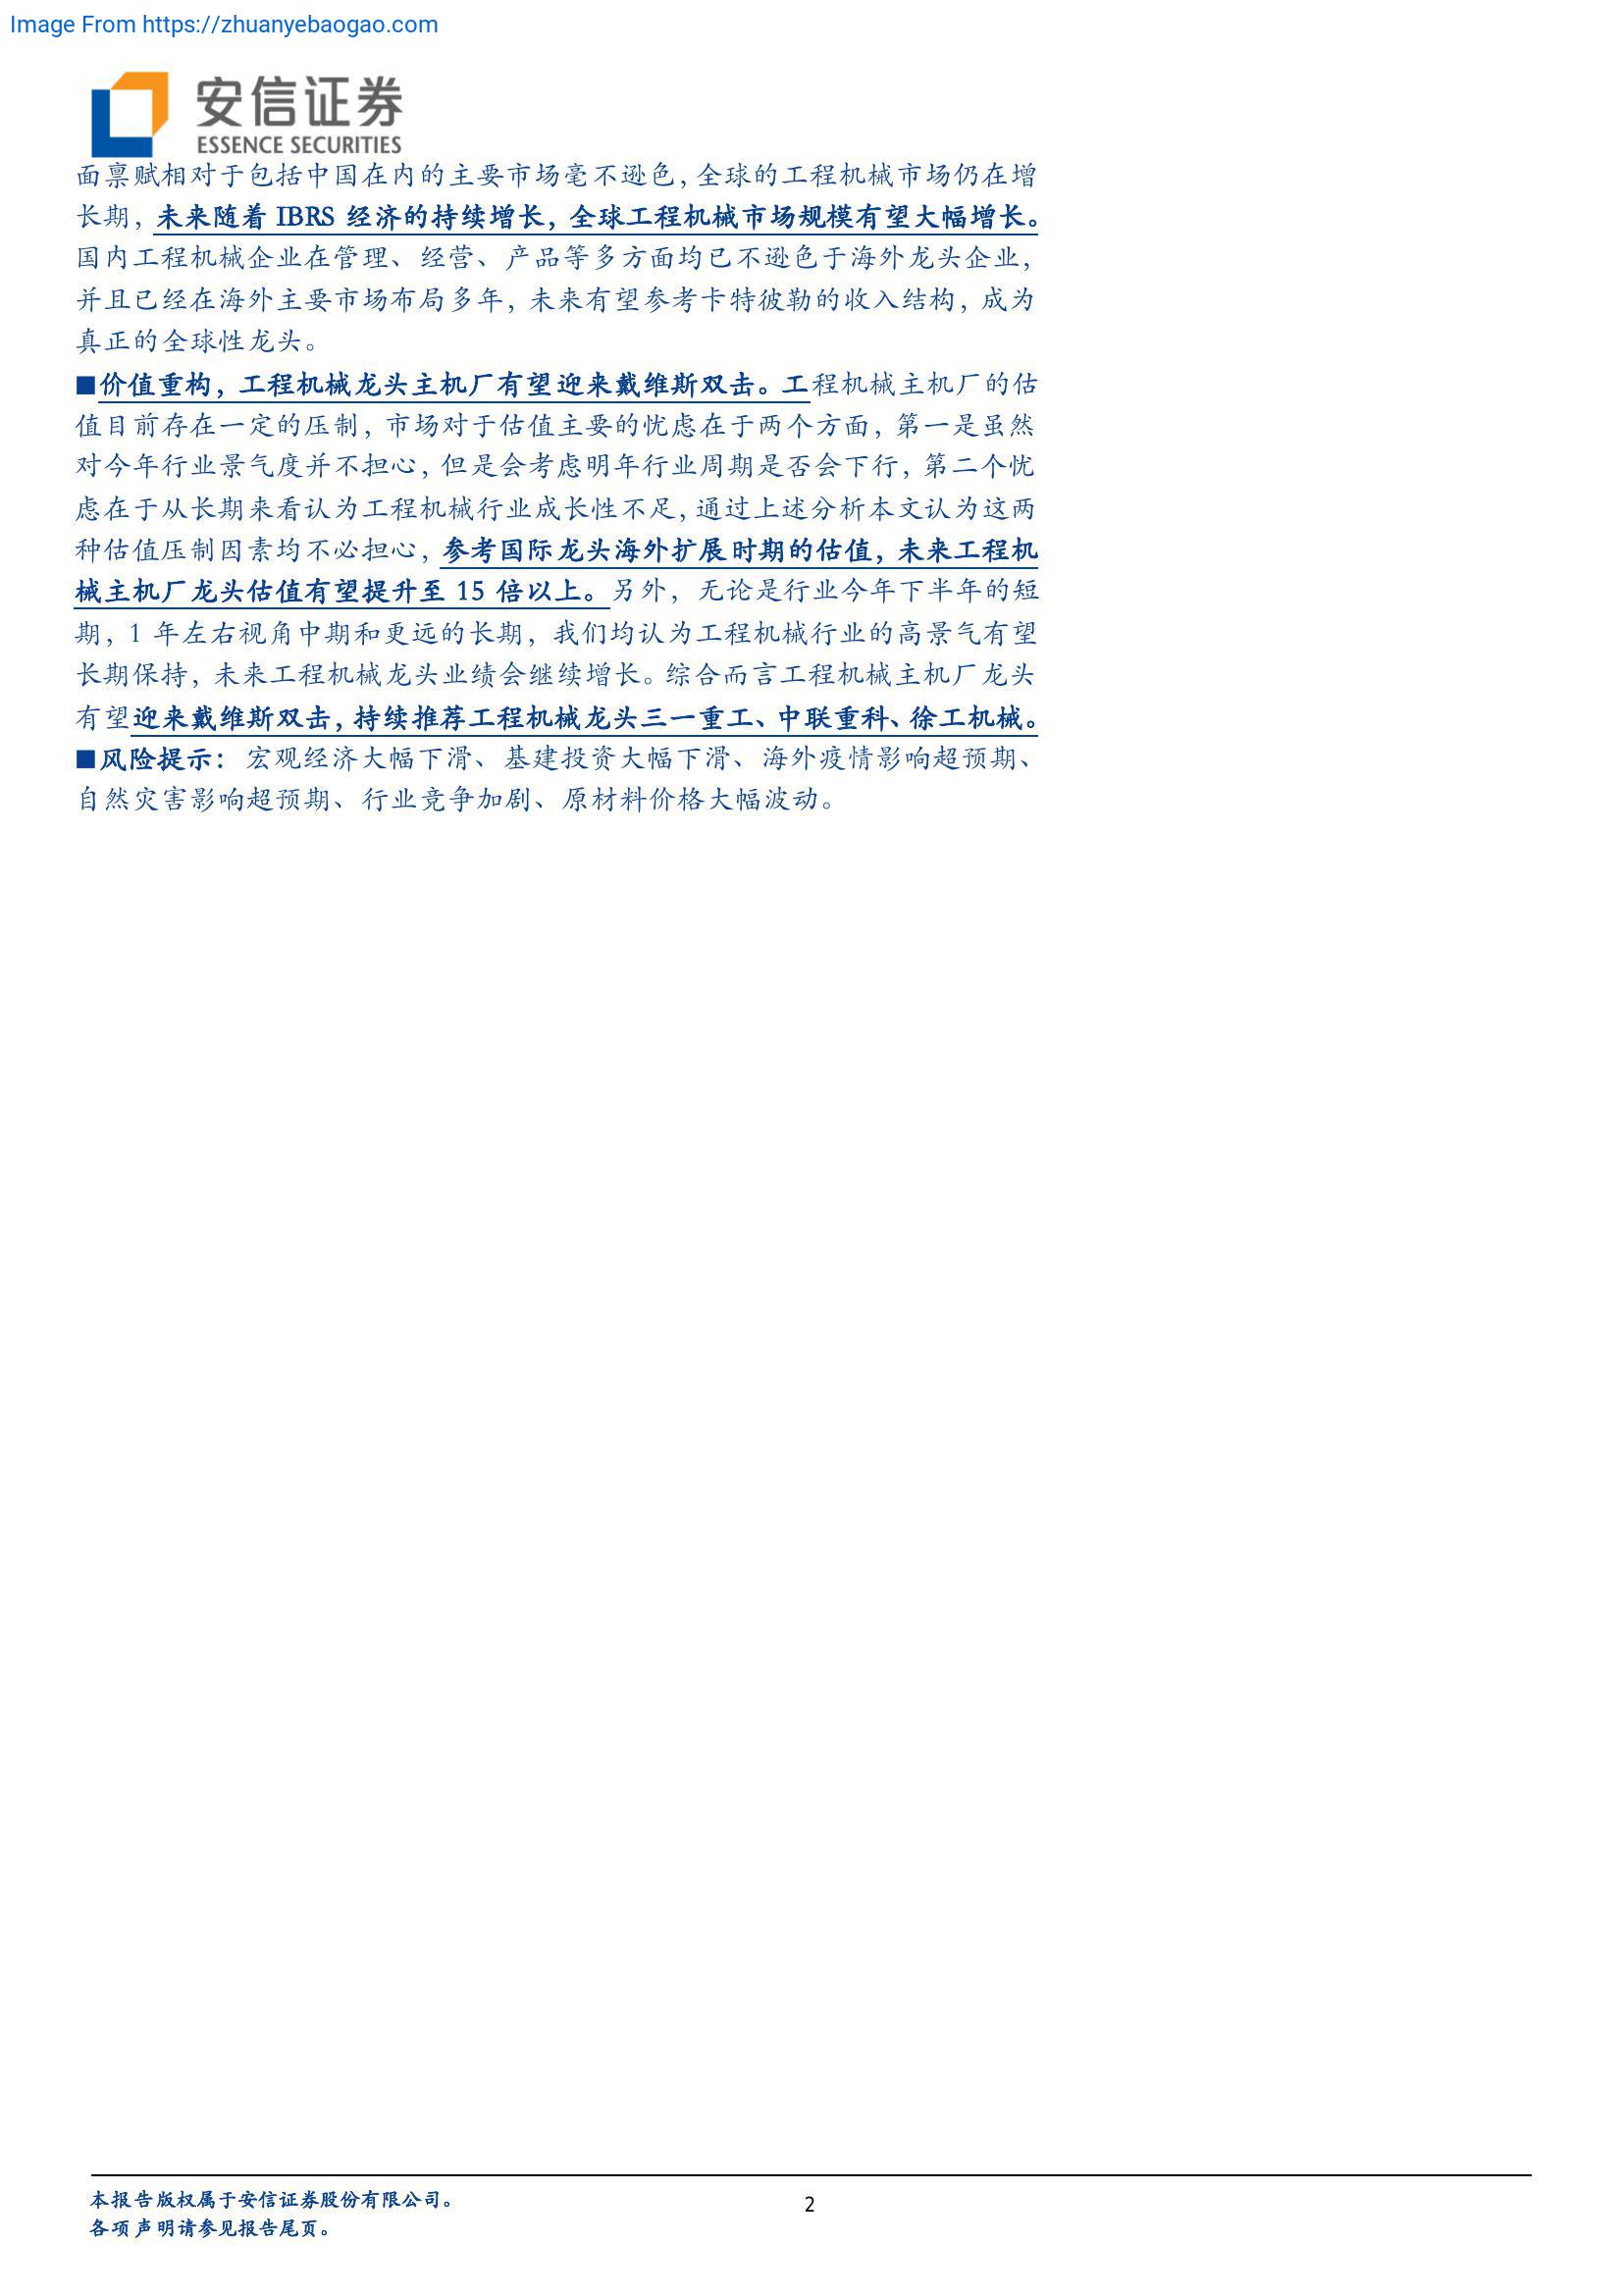 Image From https://zhuanyebaogao.com
安信证券
ESSENCE SECURITIES
面禀赋相对于包括中国在内的主要市场毫不逊色，全球的工程机械市场仍在增
长期，未来随着 IBRS 经济的持续增长，全球工程机械市场规模有望大幅增长。
国内工程机械企业在管理、经营、产品等多方面均已不逊色于海外龙头企业，
并且已经在海外主要市场布局多年，未来有望参考卡特彼勒的收入结构，成为
真正的全球性龙头。
■价值重构，工程机械龙头主机厂有望迎来戴维斯双击。工程机械主机厂的估
值目前存在一定的压制，市场对于估值主要的忧虑在于两个方面，第一是虽然
对今年行业景气度并不担心，但是会考虑明年行业周期是否会下行，第二个忧
虑在于从长期来看认为工程机械行业成长性不足，通过上述分析本文认为这两
种估值压制因素均不必担心，参考国际龙头海外扩展时期的估值，未来工程机
械主机厂龙头估值有望提升至 15 倍以上。另外，无论是行业今年下半年的短
期，1 年左右视角中期和更远的长期，我们均认为工程机械行业的高景气有望
长期保持，未来工程机械龙头业绩会继续增长。综合而言工程机械主机厂龙头
有望迎来戴维斯双击，持续推荐工程机械龙头三一重工、中联重科、徐工机械。
■风险提示：宏观经济大幅下滑、基建投资大幅下滑、海外疫情影响超预期、
自然灾害影响超预期、行业竞争加剧、原材料价格大幅波动。
本报告版权属于安信证券股份有限公司。
2
各项声明请参见报告尾页。